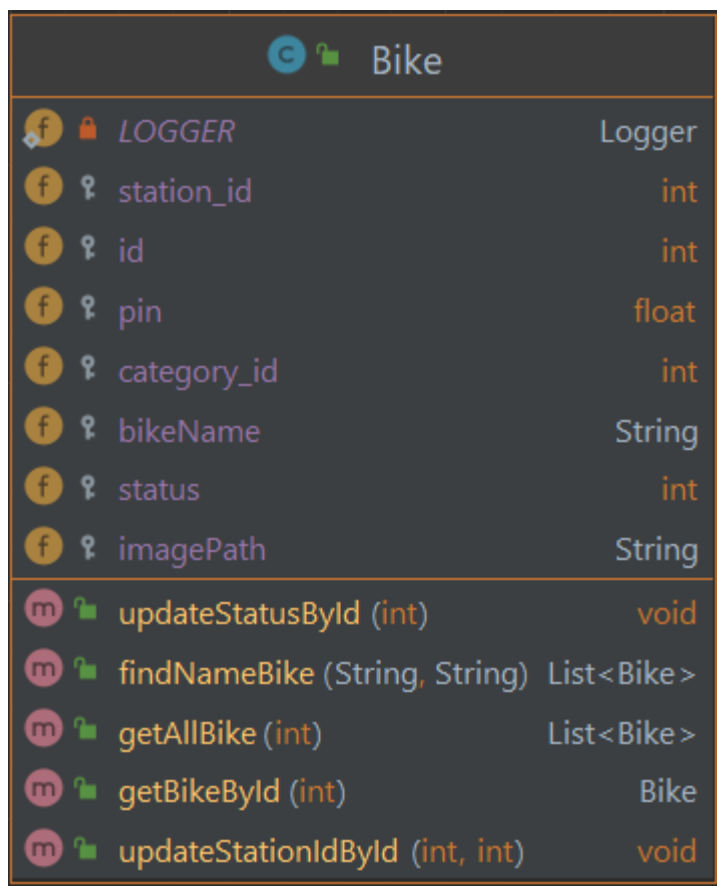 C Bike
f LOGGER Logger
f station_id int
f id int
f pin float
f category_id int
f bikeName String
f status int
f imagePath String
m updateStatusById (int) void
m findNameBike (String, String) List<Bike>
m getAllBike (int) List<Bike>
m getBikeById (int) Bike
m updateStationIdById (int, int) void